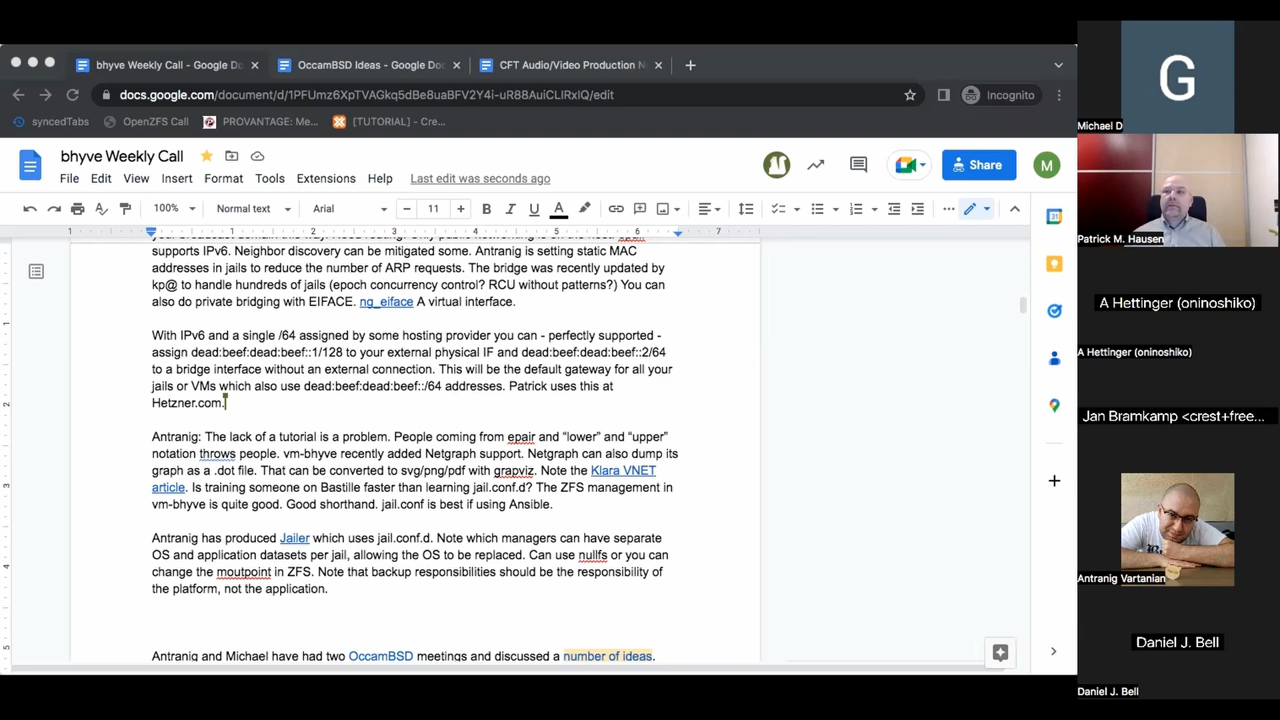 bhyve Weekly Call - Google Do
OccamBSD Ideas - Google Doc
CFT Audio/Video Production N
docs.google.com/document/d/1PFUmz6XpTVAGkq5dBe8uaBFV2Y4i-uR88AuiCLIRxIQ/edit
Incognito
syncedTabs
OpenZFS Call
PROVANTAGE: Me...
[TUTORIAL] - Cre...
bhyve Weekly Call
Share
M
File Edit View Insert Format Tools Extensions Help
Last edit was seconds ago
100%
Normal text
Arial
11
B I U A
1 1 2 3 4 5 6 7
supports IPv6. Neighbor discovery can be mitigated some. Antranig is setting static MAC
addresses in jails to reduce the number of ARP requests. The bridge was recently updated by
kp@ to handle hundreds of jails (epoch concurrency control? RCU without patterns?) You can
also do private bridging with EIFACE. ng_eiface A virtual interface.
With IPv6 and a single /64 assigned by some hosting provider you can - perfectly supported -
assign dead:beef:dead:beef::1/128 to your external physical IF and dead:beef:dead:beef::2/64
to a bridge interface without an external connection. This will be the default gateway for all your
jails or VMs which also use dead:beef:dead:beef::/64 addresses. Patrick uses this at
Hetzner.com.
Antranig: The lack of a tutorial is a problem. People coming from epair and “lower” and “upper”
notation throws people. vm-bhyve recently added Netgraph support. Netgraph can also dump its
graph as a .dot file. That can be converted to svg/png/pdf with grapviz. Note the Klara VNET
article. Is training someone on Bastille faster than learning jail.conf.d? The ZFS management in
vm-bhyve is quite good. Good shorthand. jail.conf is best if using Ansible.
Antranig has produced Jailer which uses jail.conf.d. Note which managers can have separate
OS and application datasets per jail, allowing the OS to be replaced. Can use nullfs or you can
change the moutpoint in ZFS. Note that backup responsibilities should be the responsibility of
the platform, not the application.
Antranig and Michael have had two OccamBSD meetings and discussed a number of ideas.
1
2
3
4
5
G
Michael D
Patrick M. Hausen
A Hettinger (oninoshiko)
A Hettinger (oninoshiko)
Jan Bramkamp <crest+free...
Antranig Vartanian
Daniel J. Bell
Daniel J. Bell